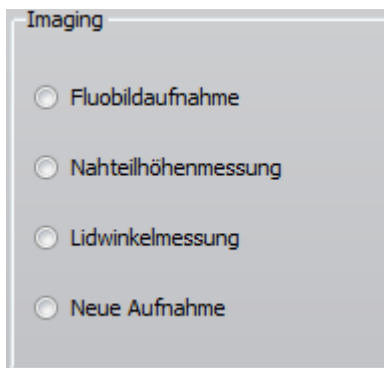 Imaging
Fluobildaufnahme
Nahteilhöhenmessung
Lidwinkelmessung
Neue Aufnahme